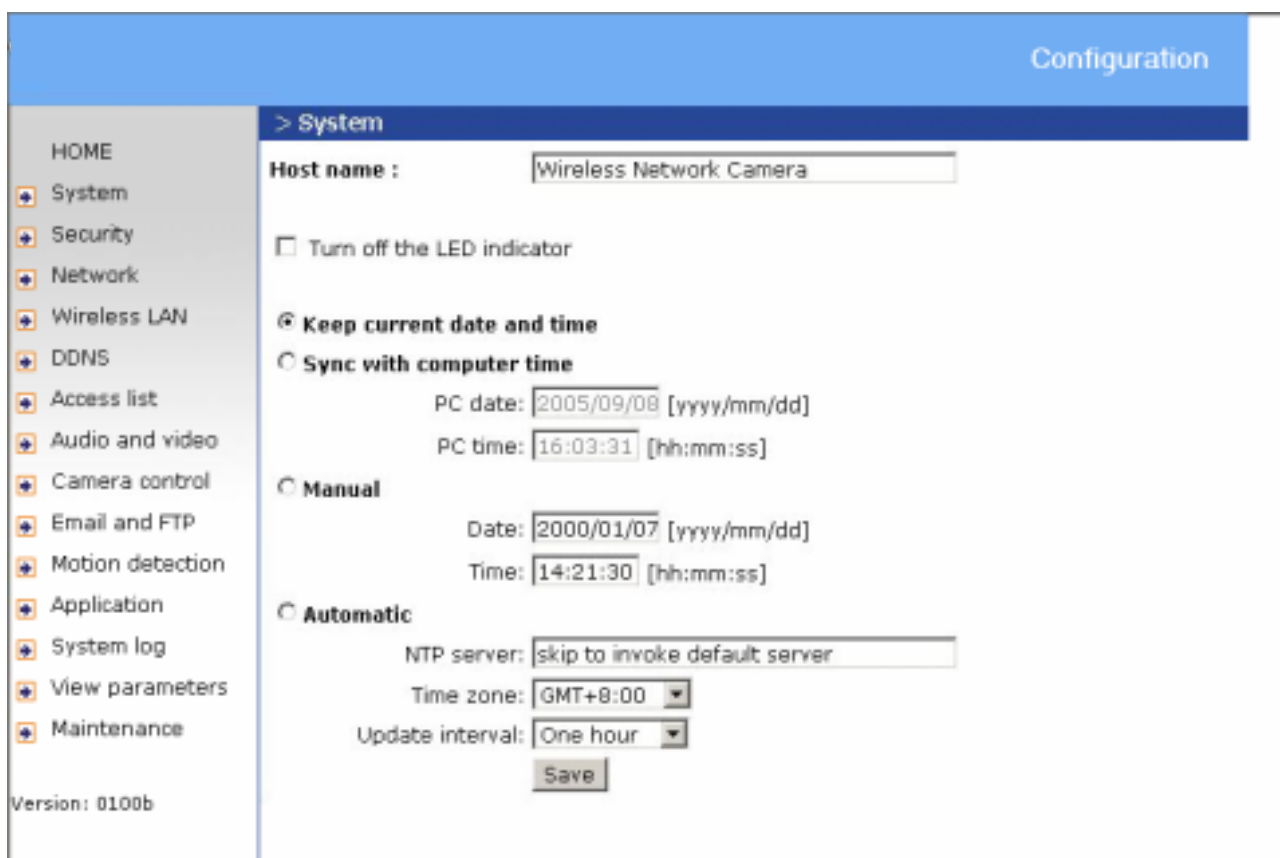 Configuration
HOME
System
Security
Network
Wireless LAN
DDNS
Access list
Audio and video
Camera control
Email and FTP
Motion detection
Application
System log
View parameters
Maintenance
Version: 0100b
> System
Host name : Wireless Network Camera
Turn off the LED indicator
Keep current date and time
Sync with computer time
PC date: 2005/09/08 [yyyy/mm/dd]
PC time: 16:03:31 [hh:mm:ss]
Manual
Date: 2000/01/07 [yyyy/mm/dd]
Time: 14:21:30 [hh:mm:ss]
Automatic
NTP server: skip to invoke default server
Time zone: GMT+8:00
Update interval: One hour
Save